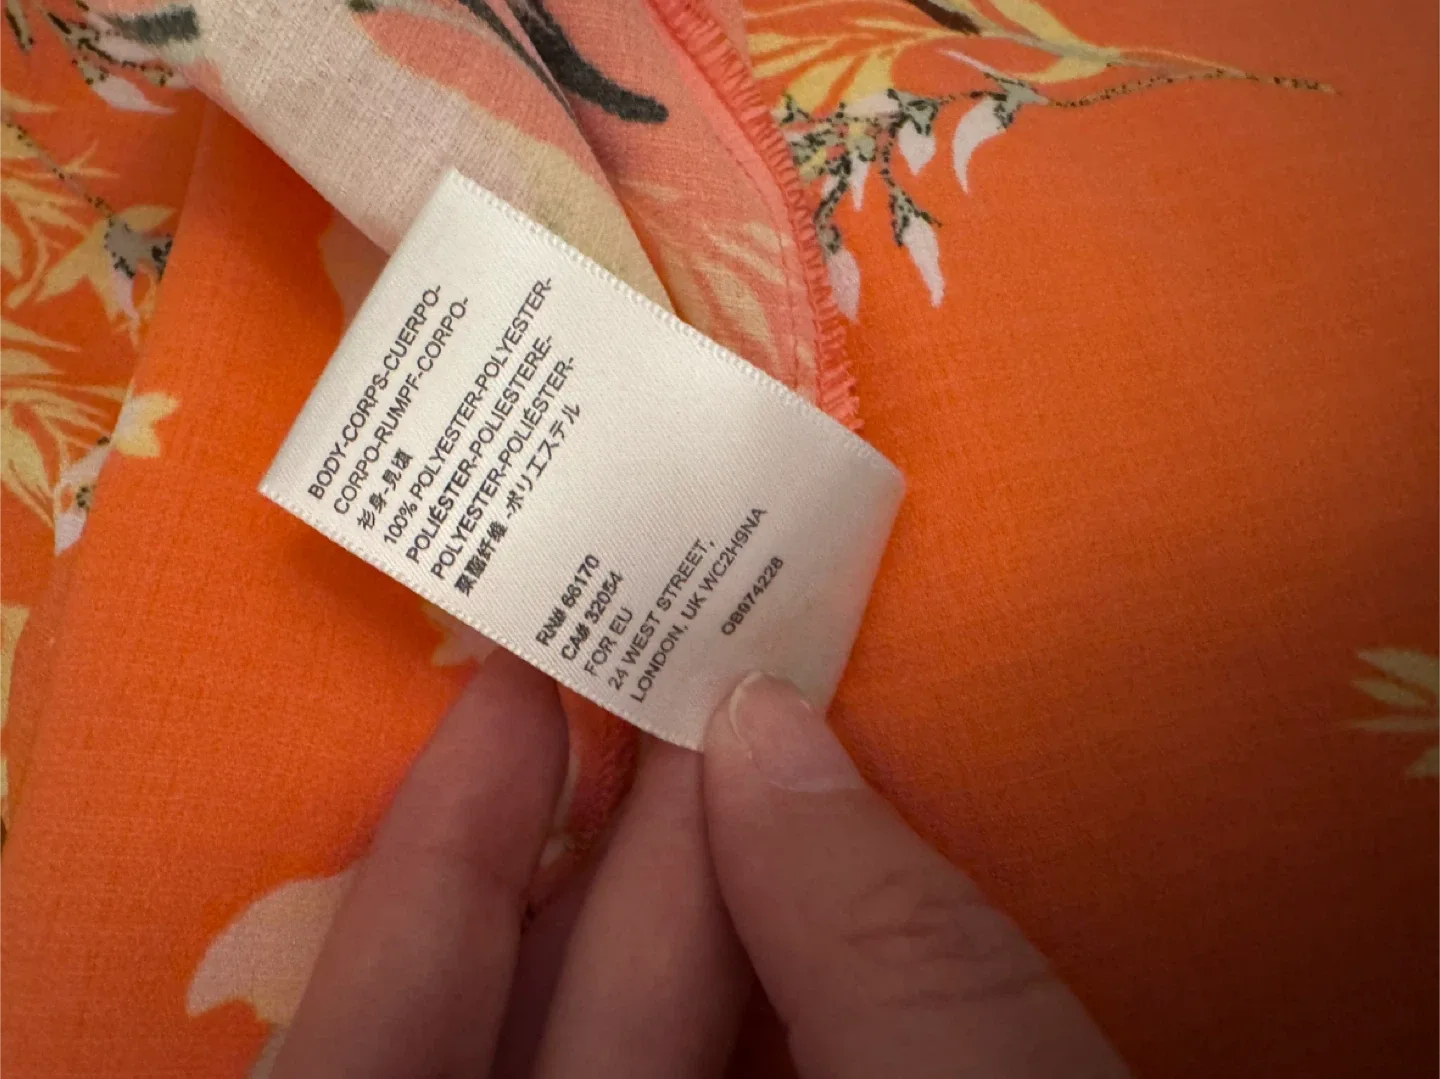 BODY-CORPS-CUERPO-
CORPO-RUMPF-CORPO-
衫身-見頃
100% POLYESTER-POLYESTER-
POLIÉSTER-POLIESTERE-
POLYESTER-POLIÉSTER-
聚酯纤维 -ポリエステル
RN# 66170
CA# 32054
FOR EU
24 WEST STREET,
LONDON, UK WC2H9NA
OB974228